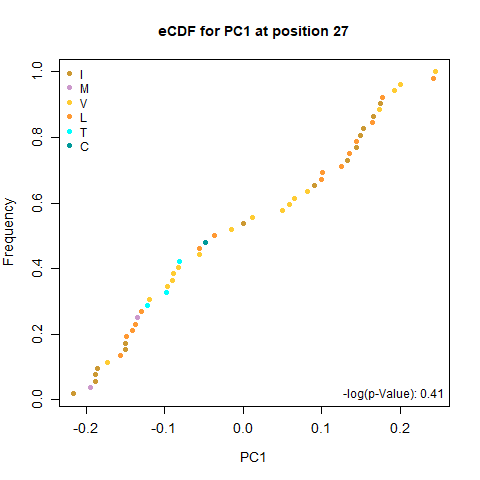 eCDF for PC1 at position 27
Frequency
1.0
0.8
0.6
0.4
0.2
0.0
I
M
V
L
T
C
-log(p-Value): 0.41
-0.2 -0.1 0.0 0.1 0.2
PC1